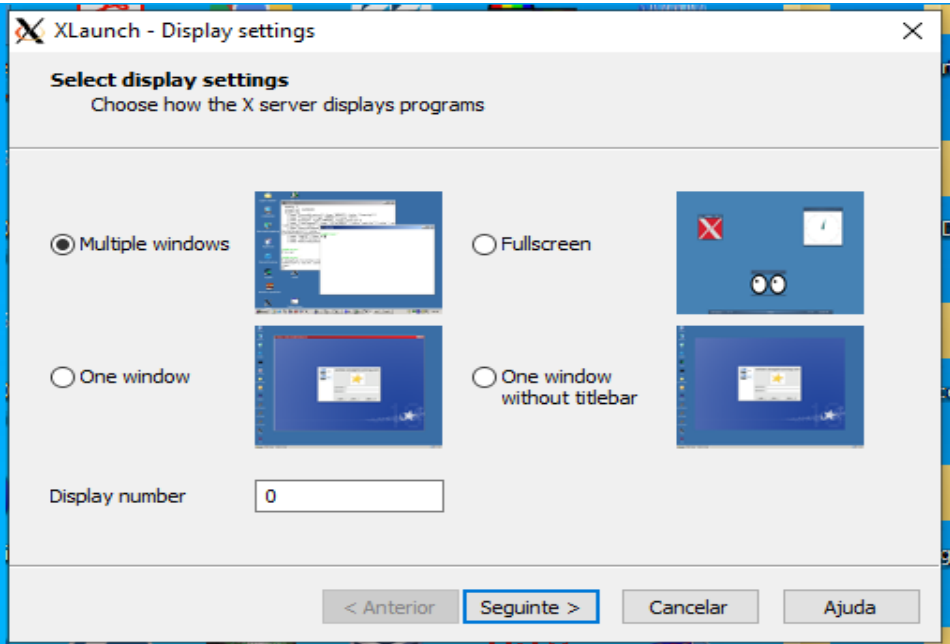 XLaunch - Display settings
Select display settings
Choose how the X server displays programs
Multiple windows
Fullscreen
One window
One window
without titlebar
Display number
0
< Anterior
Seguinte >
Cancelar
Ajuda